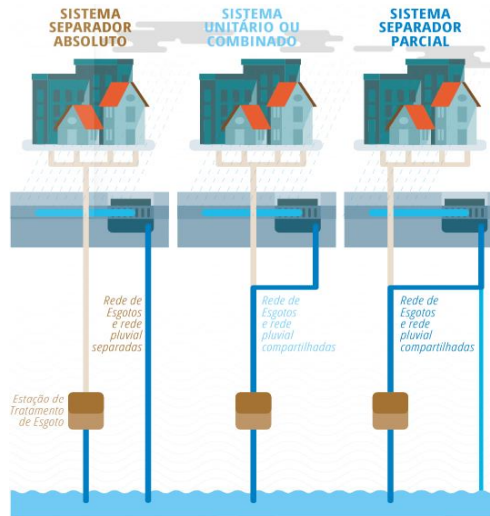 SISTEMA
SEPARADOR
ABSOLUTO
SISTEMA
UNITÁRIO OU
COMBINADO
SISTEMA
SEPARADOR
PARCIAL
Rede de
Esgotos
e rede
pluvial
separadas
Rede de
Esgotos
e rede
pluvial
compartilhadas
Rede de
Esgotos
e rede
pluvial
compartilhadas
Estação de
Tratamento
de Esgoto